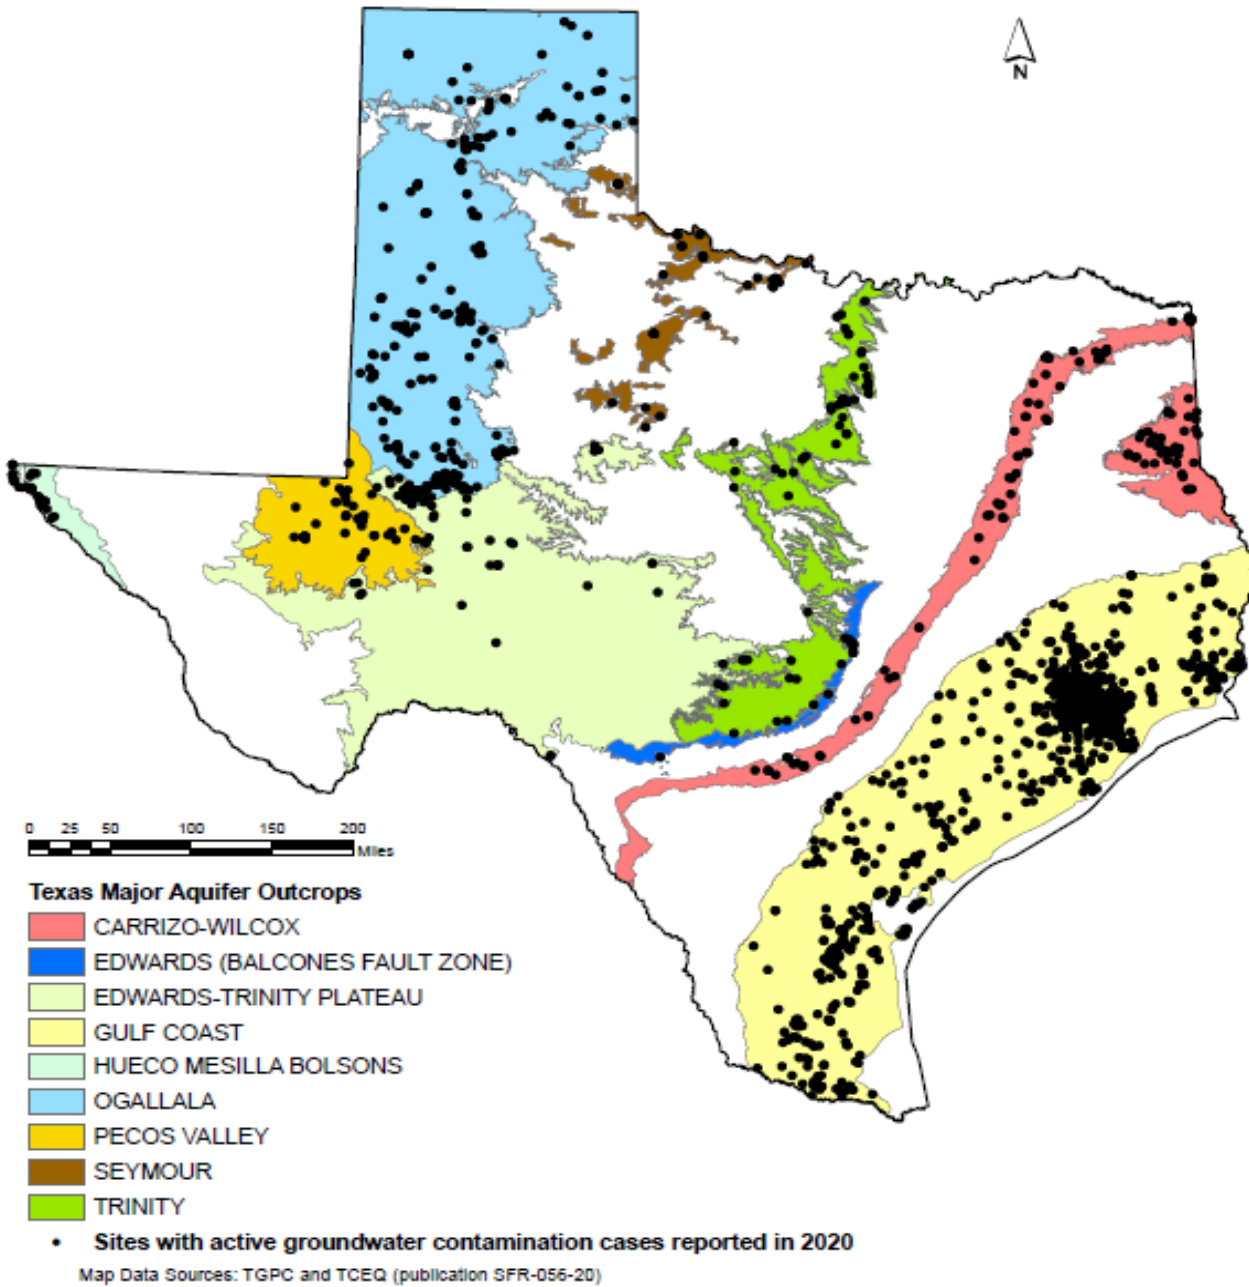 N
0 25 50 100 150 200
Miles
Texas Major Aquifer Outcrops
CARRIZO-WILCOX
EDWARDS (BALCONES FAULT ZONE)
EDWARDS-TRINITY PLATEAU
GULF COAST
HUECO MESILLA BOLSONS
OGALLALA
PECOS VALLEY
SEYMOUR
TRINITY
• Sites with active groundwater contamination cases reported in 2020
Map Data Sources: TGPC and TCEQ (publication SFR-056-20)